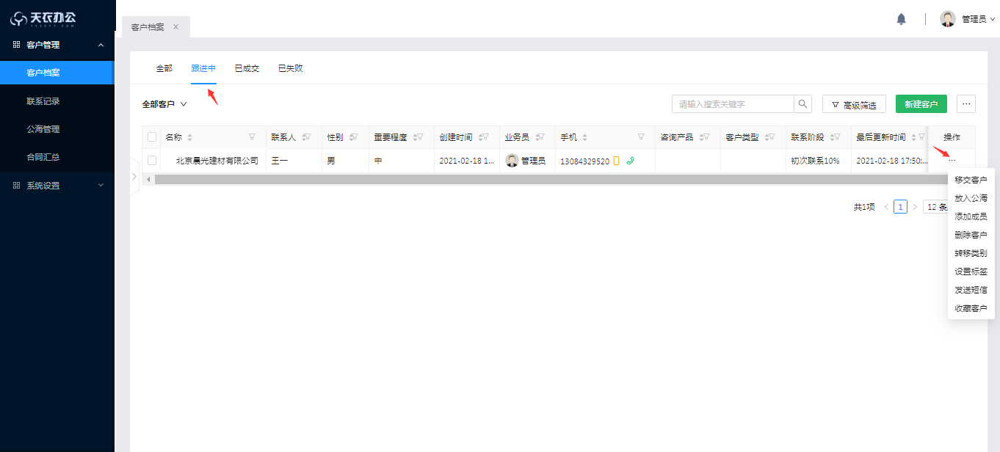 天衣办公
YYSOFT.COM
客户管理
客户档案
联系记录
公海管理
合同汇总
系统设置
客户档案 ×
管理员
全部 跟进中 已成交 已失败
全部客户
请输入搜索关键字
高级筛选
新建客户
···
名称 联系人 性别 重要程度 创建时间 业务员 手机 咨询产品 客户类型 联系阶段 最后更新时间 操作
北京晨光建材有限公司 王一 男 中 2021-02-18 1... 管理员 13084329520 初次联系10% 2021-02-18 17:50:... ···
共1项 < 1 > 12 条
移交客户
放入公海
添加成员
删除客户
转移类别
设置标签
发送短信
收藏客户